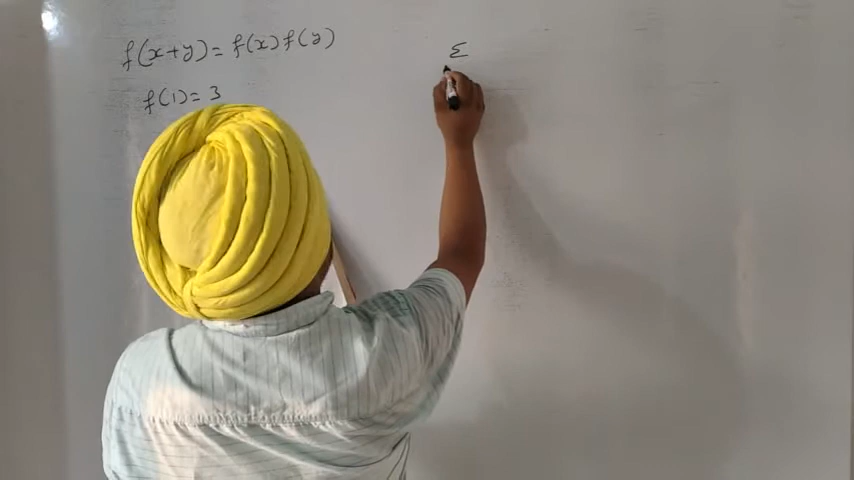 f(x+y)= f(x) f(y)
Σ
f(1)= 3